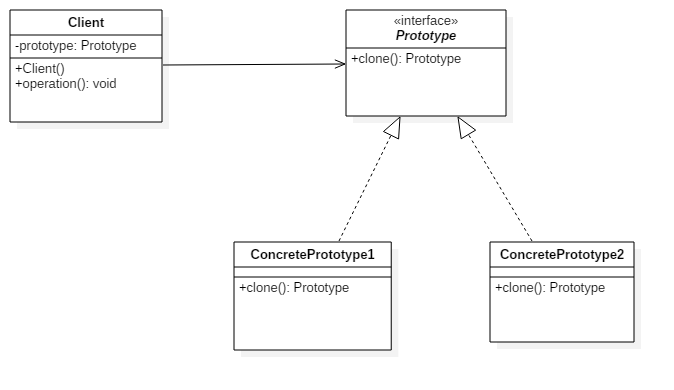 Client
-prototype: Prototype
+Client()
+operation(): void
«interface»
Prototype
+clone(): Prototype
ConcretePrototype1
+clone(): Prototype
ConcretePrototype2
+clone(): Prototype